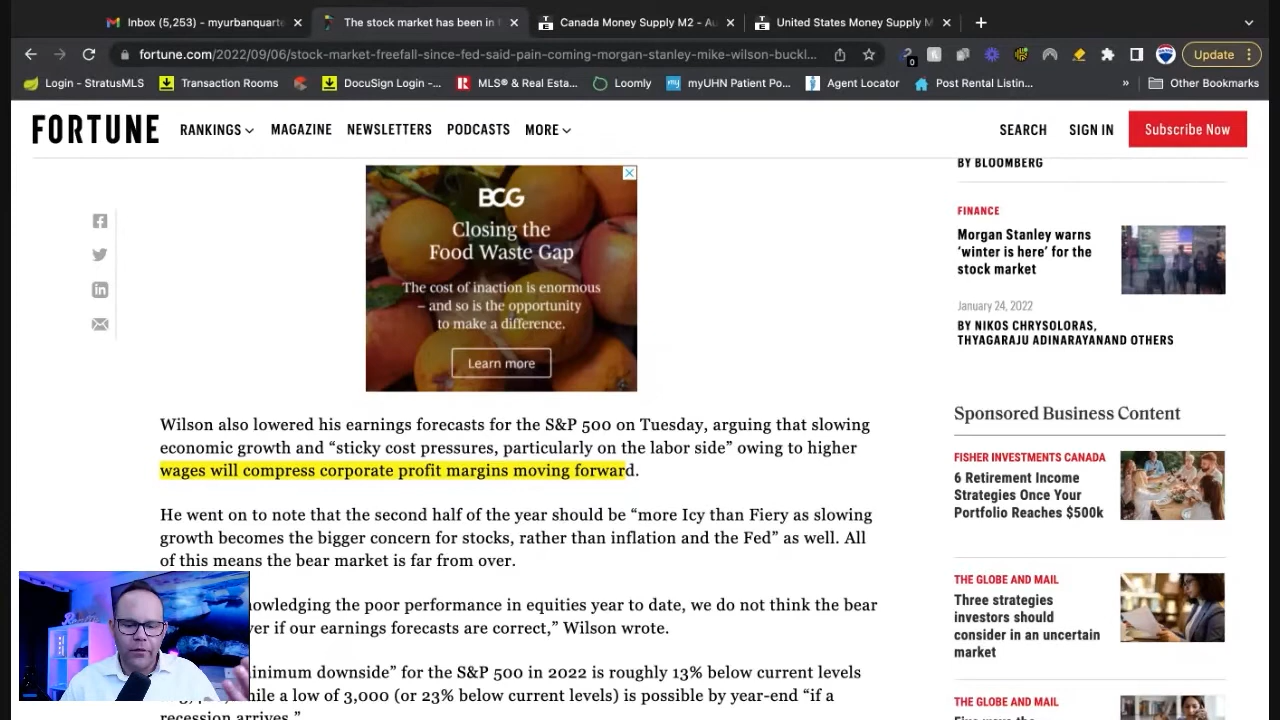 Inbox (5,253) - myurbanquart
The stock market has been in
Canada Money Supply M2 - Au
United States Money Supply M
fortune.com/2022/09/06/stock-market-freefall-since-fed-said-pain-coming-morgan-stanley-mike-wilson-buckl...
0
Update
Login - StratusMLS
Transaction Rooms
DocuSign Login -...
MLS® & Real Esta...
Loomly
myUHN Patient Po...
Agent Locator
Post Rental Listin...
»
Other Bookmarks
FORTUNE
RANKINGS
MAGAZINE
NEWSLETTERS
PODCASTS
MORE
SEARCH
SIGN IN
Subscribe Now
BCG
Closing the
Food Waste Gap
The cost of inaction is enormous
– and so is the opportunity
to make a difference.
Learn more
Wilson also lowered his earnings forecasts for the S&P 500 on Tuesday, arguing that slowing
economic growth and “sticky cost pressures, particularly on the labor side” owing to higher
wages will compress corporate profit margins moving forward.
He went on to note that the second half of the year should be “more Icy than Fiery as slowing
growth becomes the bigger concern for stocks, rather than inflation and the Fed” as well. All
of this means the bear market is far from over.
nowledging the poor performance in equities year to date, we do not think the bear
ver if our earnings forecasts are correct,” Wilson wrote.
inimum downside” for the S&P 500 in 2022 is roughly 13% below current levels
hile a low of 3,000 (or 23% below current levels) is possible by year-end “if a
recession arrives.”
BY BLOOMBERG
FINANCE
Morgan Stanley warns
‘winter is here’ for the
stock market
January 24, 2022
BY NIKOS CHRYSOLORAS,
THYAGARAJU ADINARAYANAND OTHERS
Sponsored Business Content
FISHER INVESTMENTS CANADA
6 Retirement Income
Strategies Once Your
Portfolio Reaches $500k
THE GLOBE AND MAIL
Three strategies
investors should
consider in an uncertain
market
THE GLOBE AND MAIL